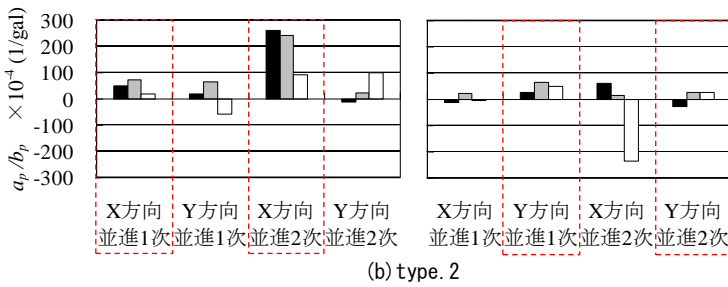 300
200
100
0
-100
-200
-300
a_p/b_p ×10⁻⁴ (1/gal)
X方向 Y方向 X方向 Y方向
並進1次 並進1次 並進2次 並進2次
X方向 Y方向 X方向 Y方向
並進1次 並進1次 並進2次 並進2次
(b)type.2